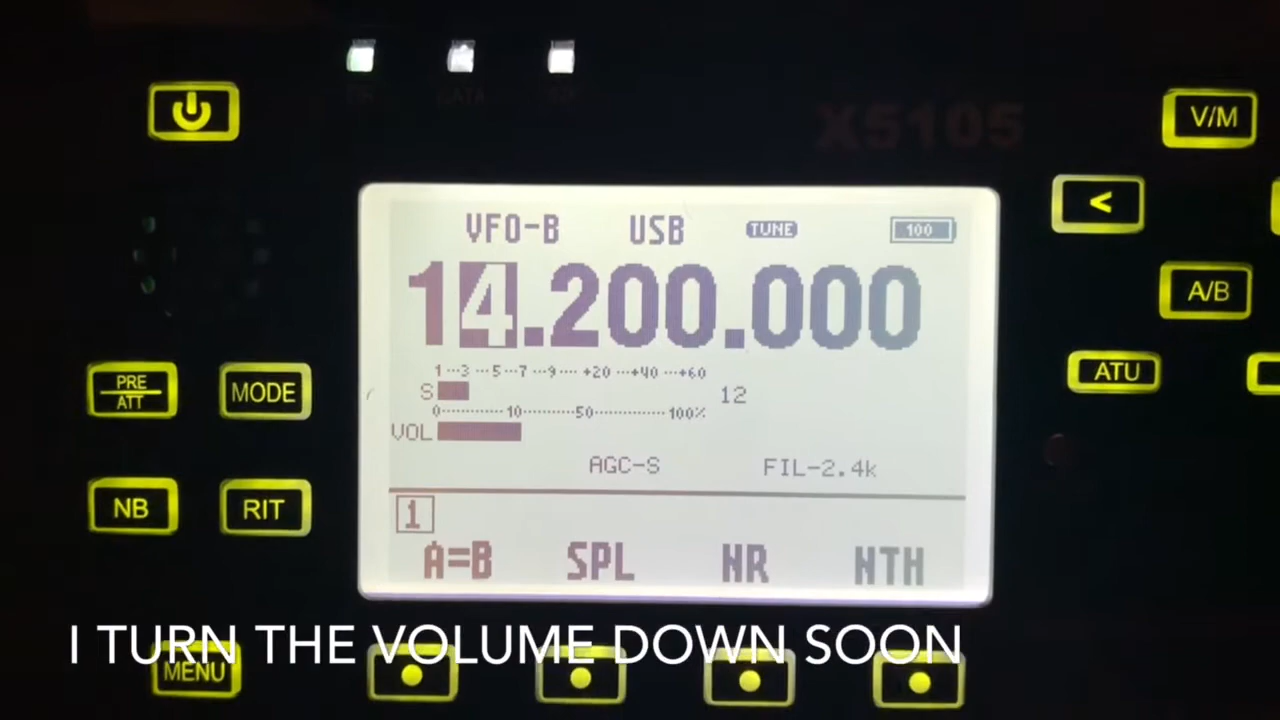 X5105
V/M
<
VFO-B USB TUNE 100
14.200.000
A/B
1···3···5···7···9···· +20 ···+40 ···+60
S 12
0·········10·········50·········100%
VOL
AGC-S FIL-2.4k
1
A=B SPL NR NTH
PRE
ATT
MODE
ATU
NB
RIT
I TURN THE VOLUME DOWN SOON
MENU